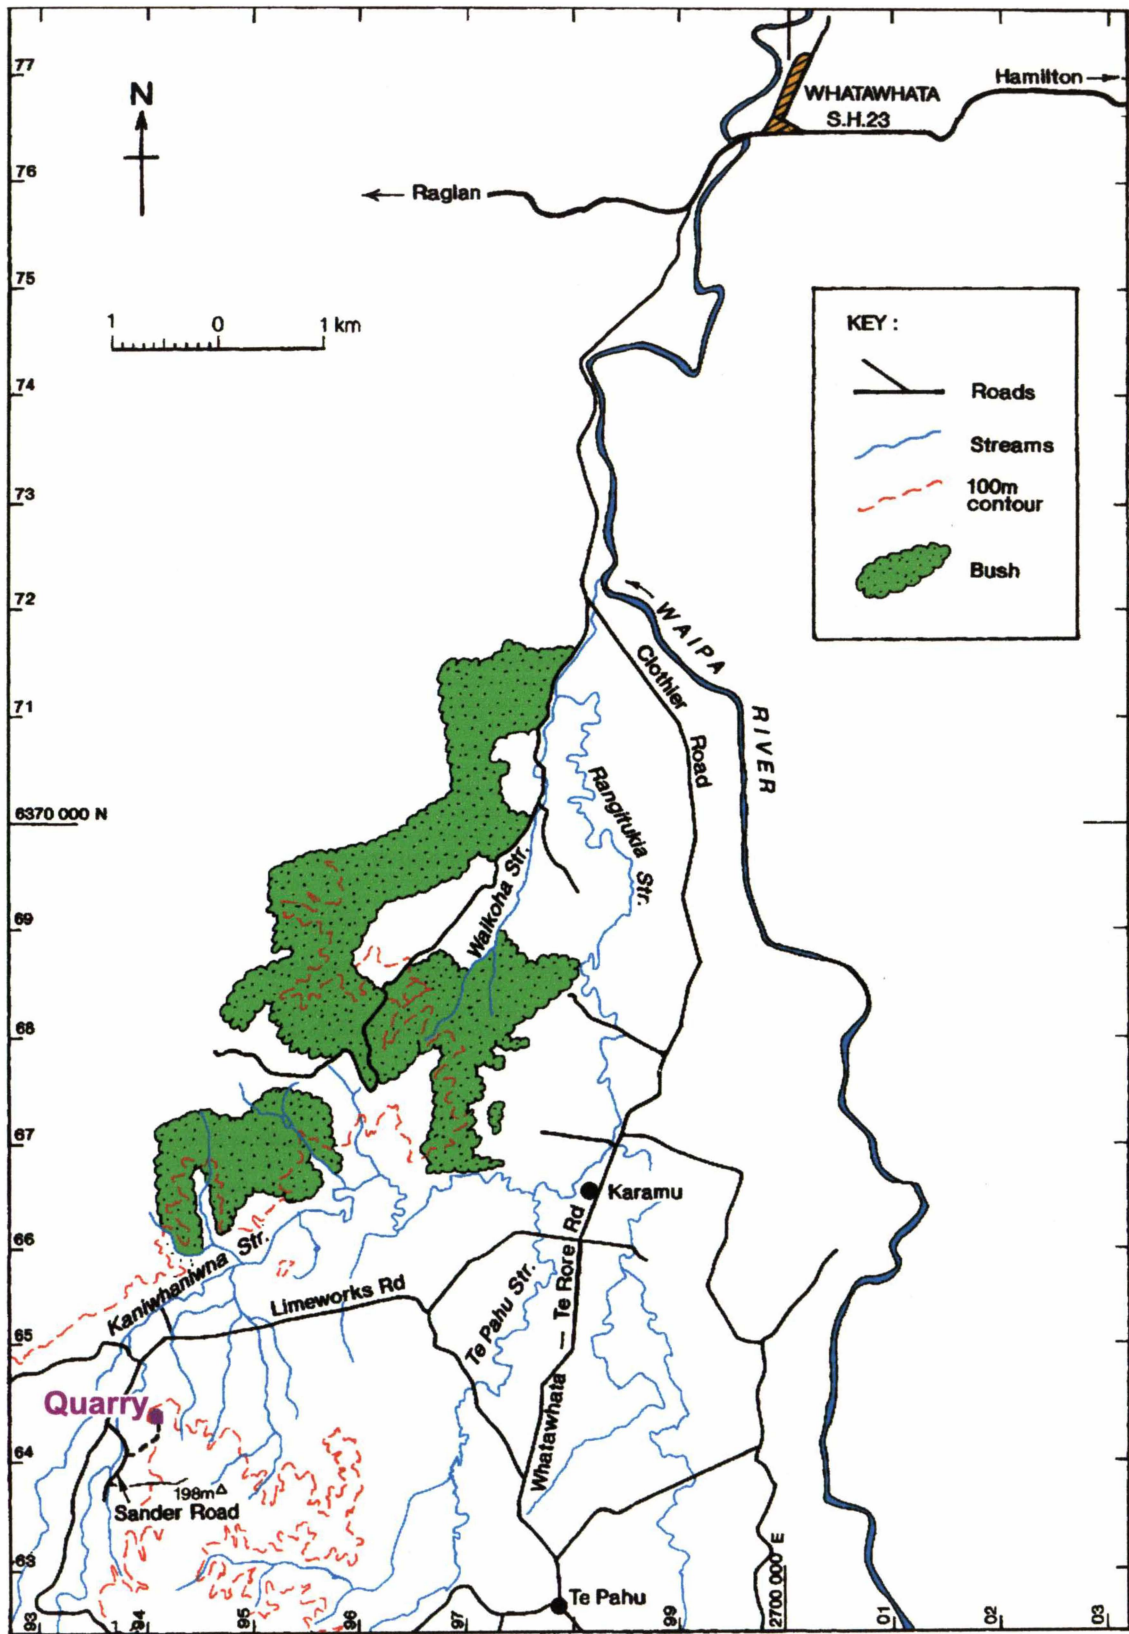 77
N
Hamilton
WHATAWHATA
S.H.23
76
Raglan
75
1 0 1 km
KEY :
74
Roads
Streams
73
100m
contour
Bush
72
WAIPA
RIVER
Clothier
Road
71
Rangitukia Str.
6370 000 N
Waikoha Str.
69
68
67
Karamu
66
Kaniwhaniwna Str.
Limeworks Rd
Te Pahu Str.
Whatawhata — Te Rore Rd
65
Quarry
64
198m
Sander Road
63
Te Pahu
93
94
95
96
97
99
2700 000 E
01
02
03